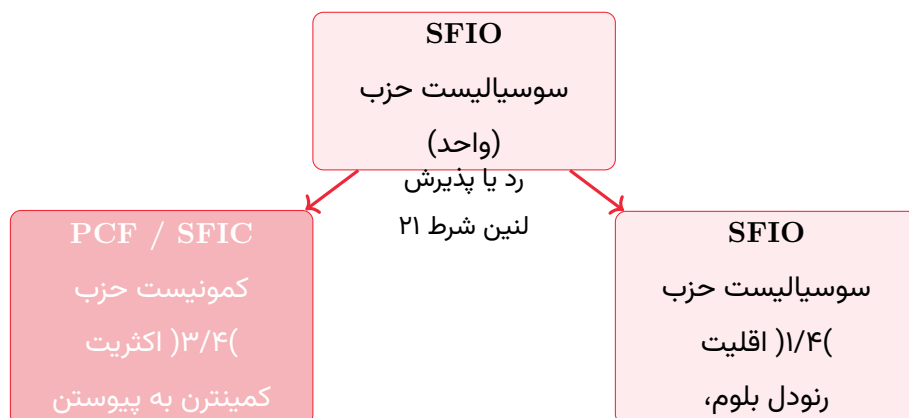 SFIO
سوسیالیست حزب
(واحد)
رد یا پذیرش
لنین شرط ۲۱
PCF / SFIC
کمونیست حزب
)۳/۴( اکثریت
کمینترن به پیوستن
SFIO
سوسیالیست حزب
)۱/۴( اقلیت
رنودل بلوم،